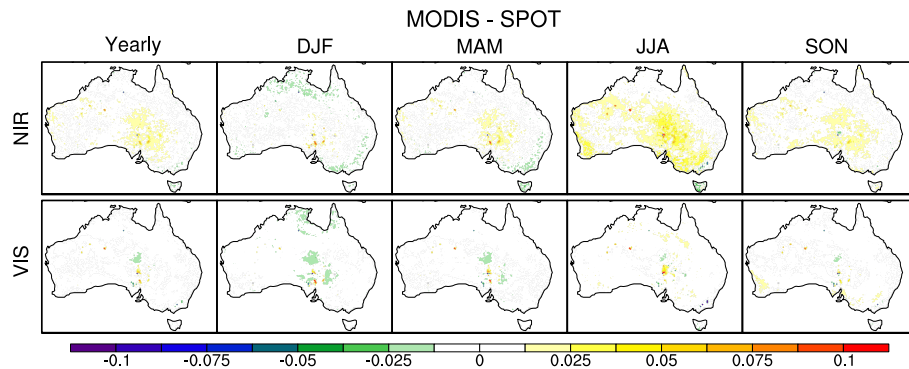 MODIS - SPOT
Yearly DJF MAM JJA SON
NIR
VIS
-0.1 -0.075 -0.05 -0.025 0 0.025 0.05 0.075 0.1